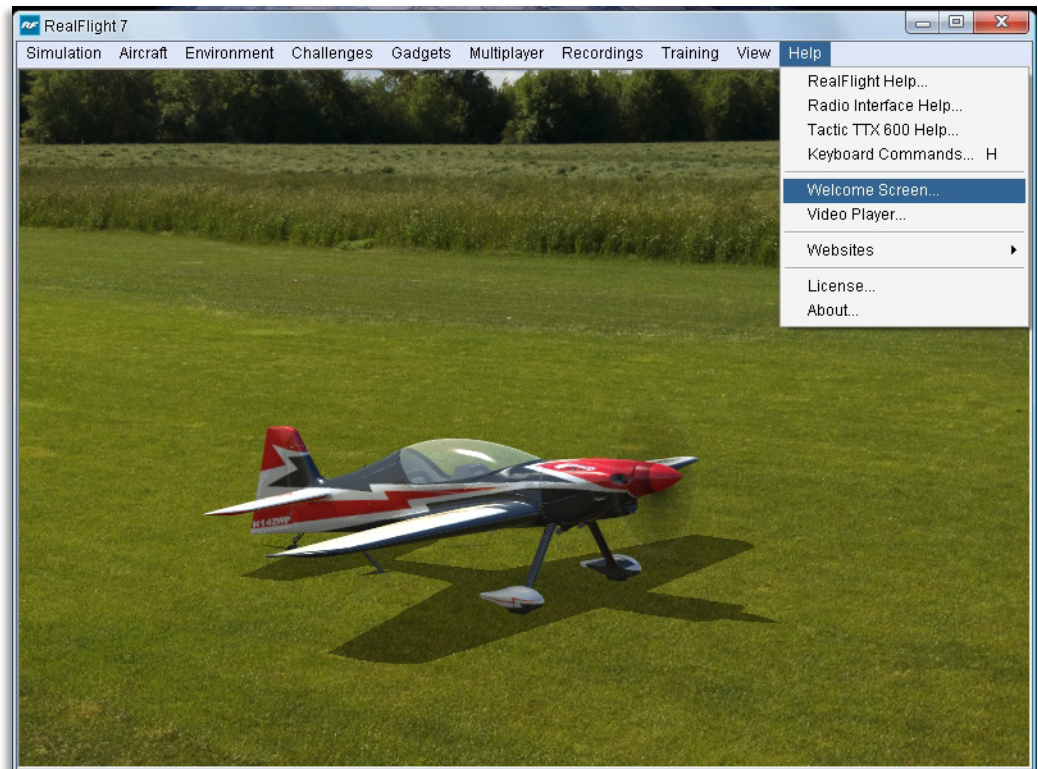 RF RealFlight 7
Simulation Aircraft Environment Challenges Gadgets Multiplayer Recordings Training View Help
RealFlight Help...
Radio Interface Help...
Tactic TTX 600 Help...
Keyboard Commands... H
Welcome Screen...
Video Player...
Websites
License...
About...
N142WP